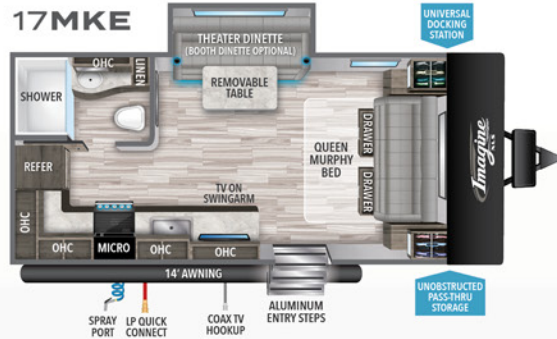 17MKE
UNIVERSAL
DOCKING
STATION
THEATER DINETTE
(BOOTH DINETTE OPTIONAL)
OHC
LINEN
SHOWER
REMOVABLE
TABLE
DRAWER
REFER
QUEEN
MURPHY
BED
Imagine
XLS
DRAWER
TV ON
SWINGARM
OHC
OHC
MICRO
OHC
OHC
14' AWNING
UNOBSTRUCTED
PASS-THRU
STORAGE
SPRAY
PORT
LP QUICK
CONNECT
COAX TV
HOOKUP
ALUMINUM
ENTRY STEPS